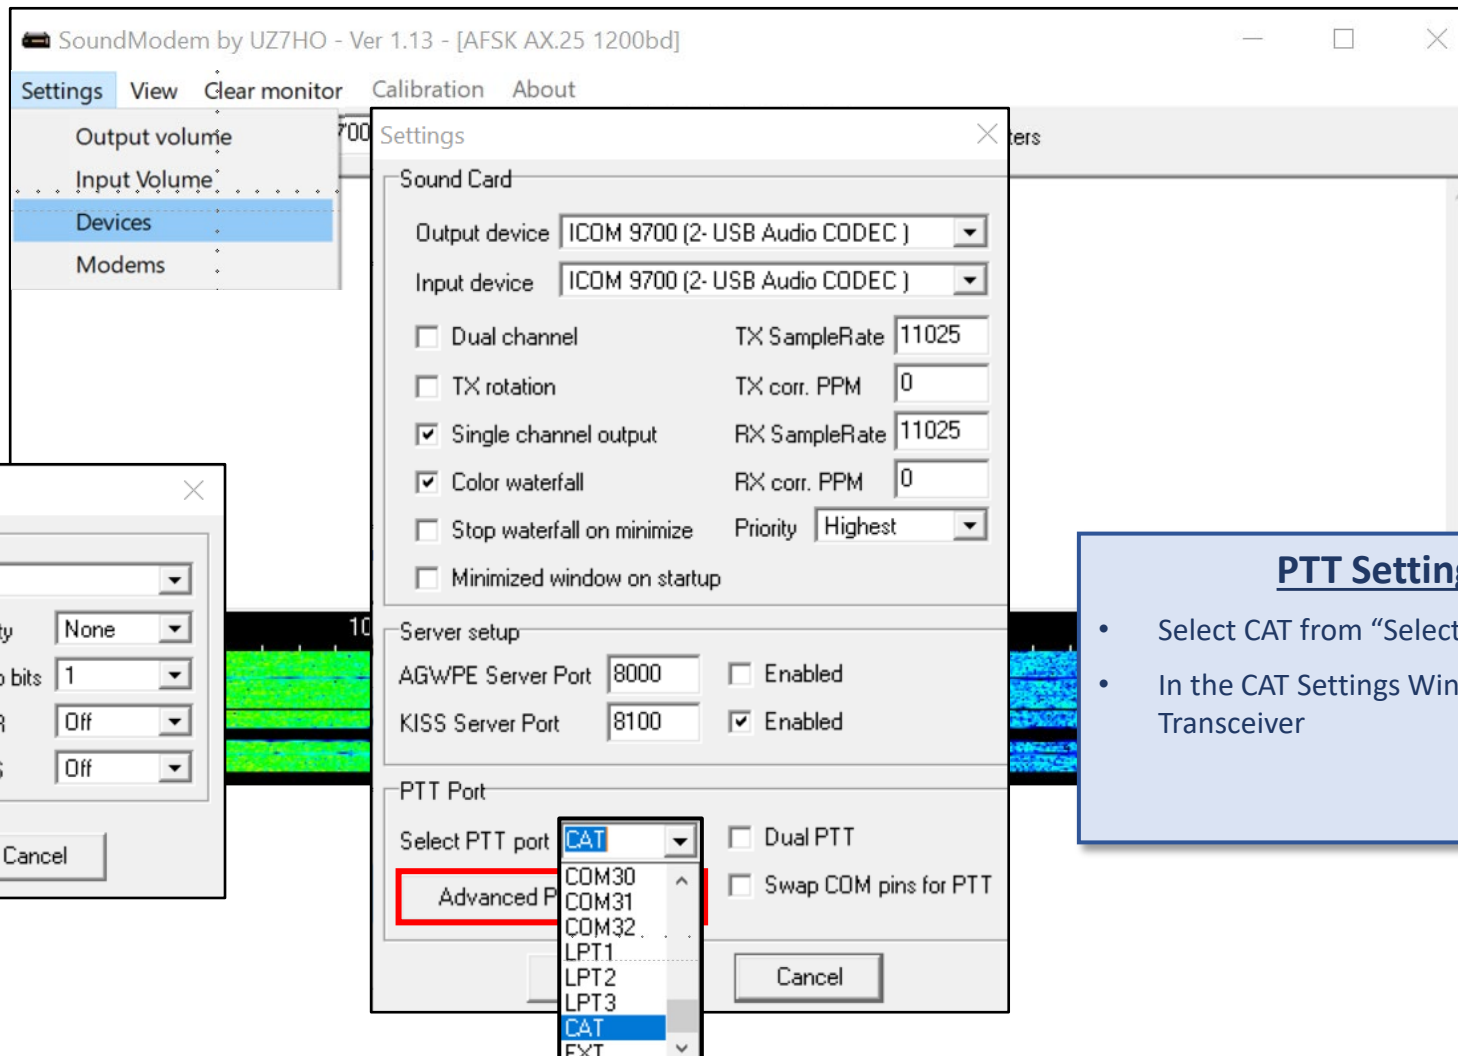 SoundModem by UZ7HO - Ver 1.13 - [AFSK AX.25 1200bd]
Settings View Clear monitor Calibration About
Output volume
Input Volume
Devices
Modems
Settings
Sound Card
Output device ICOM 9700 (2- USB Audio CODEC )
Input device ICOM 9700 (2- USB Audio CODEC )
Dual channel TX SampleRate 11025
TX rotation TX corr. PPM 0
Single channel output RX SampleRate 11025
Color waterfall RX corr. PPM 0
Stop waterfall on minimize Priority Highest
Minimized window on startup
Server setup
AGWPE Server Port 8000 Enabled
KISS Server Port 8100 Enabled
PTT Port
Select PTT port CAT Dual PTT
Advanced P Swap COM pins for PTT
COM30
COM31
COM32
LPT1
LPT2
LPT3
CAT
EXT
Cancel
None
bits 1
Off
Off
Cancel
PTT Setting
• Select CAT from “Select
• In the CAT Settings Win
Transceiver